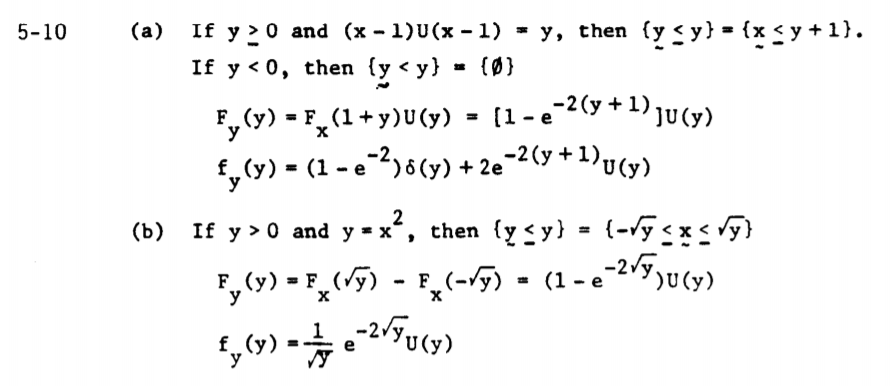 5-10 (a) If y ≥ 0 and (x - 1)U(x - 1) = y, then {y ≤ y} = {x ≤ y + 1}.
If y < 0, then {y < y} = {∅}
F_y(y) = F_x(1 + y)U(y) = [1 - e^{-2(y + 1)}]U(y)
f_y(y) = (1 - e^{-2})δ(y) + 2e^{-2(y + 1)}U(y)
(b) If y > 0 and y = x^2, then {y ≤ y} = {-√y ≤ x ≤ √y}
F_y(y) = F_x(√y) - F_x(-√y) = (1 - e^{-2√y})U(y)
f_y(y) = 1/√y e^{-2√y}U(y)